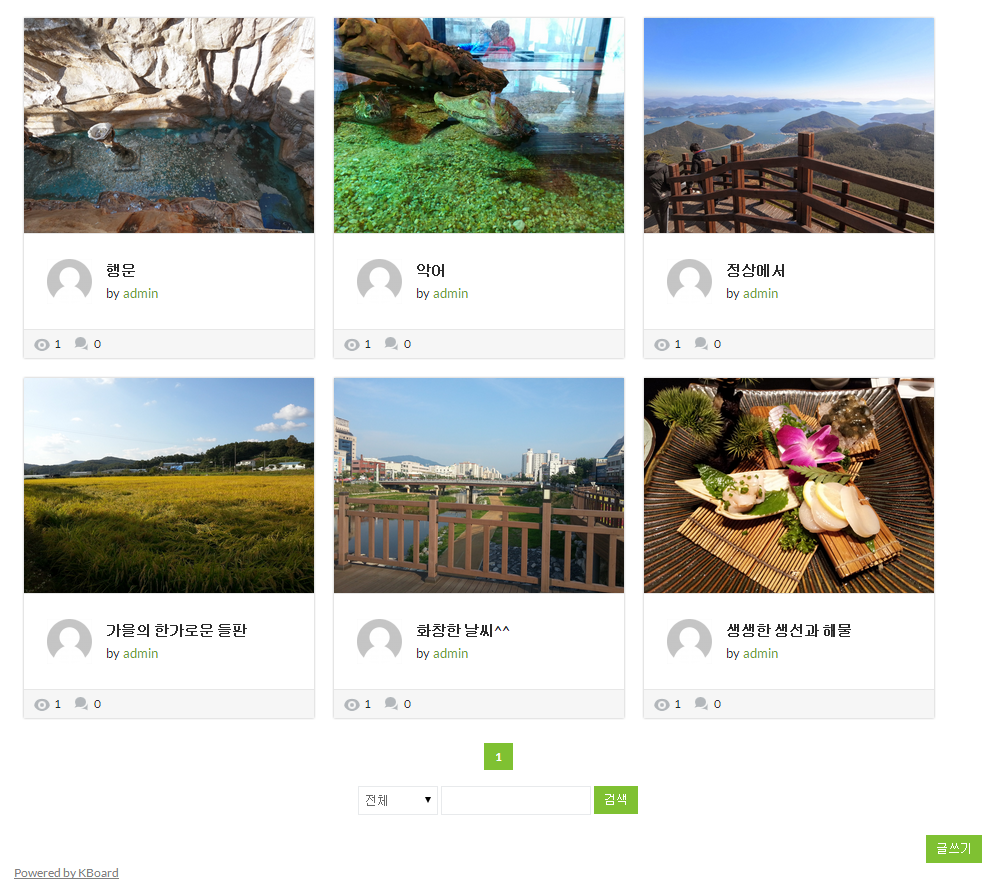 행운
by admin
1 0
악어
by admin
1 0
정상에서
by admin
1 0
가을의 한가로운 들판
by admin
1 0
화창한 날씨^^
by admin
1 0
생생한 생선과 해물
by admin
1 0
1
전체 ▼ 검색
글쓰기
Powered by KBoard